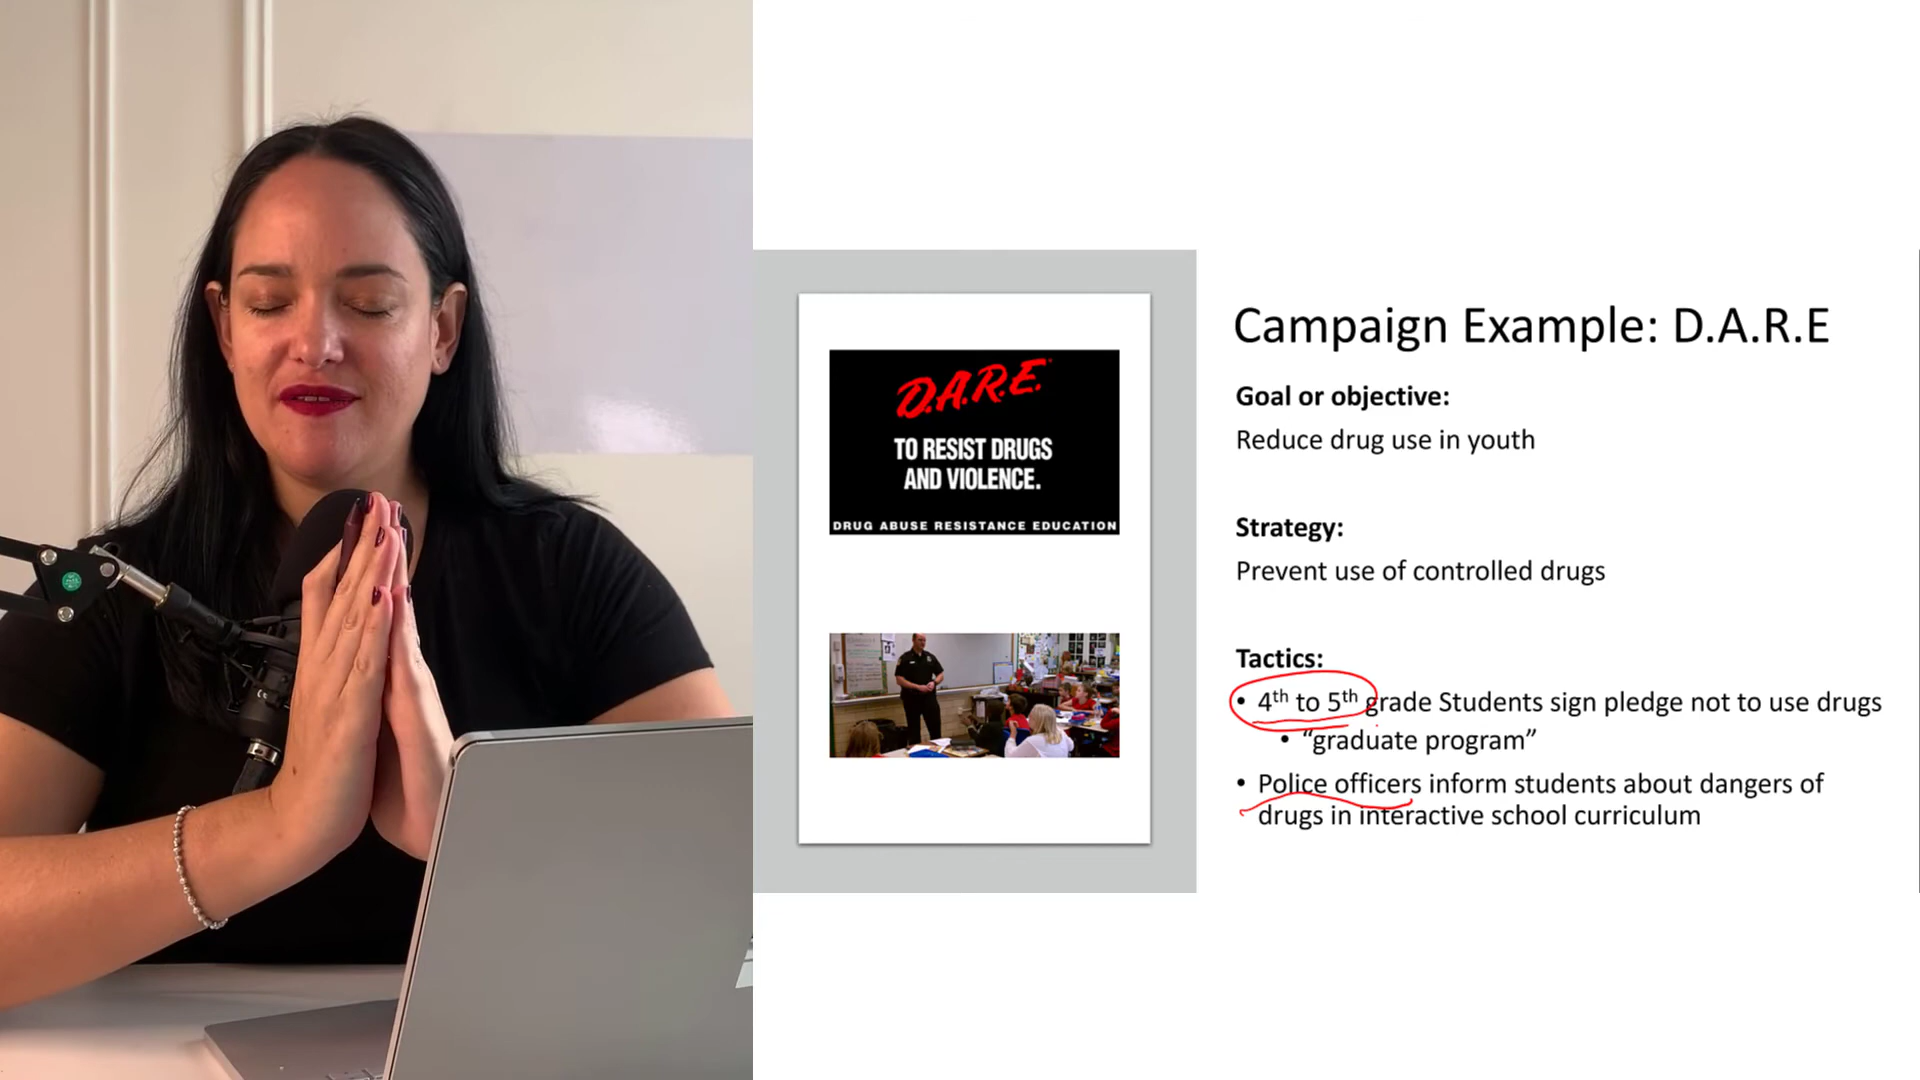 D.A.R.E.
TO RESIST DRUGS
AND VIOLENCE.
DRUG ABUSE RESISTANCE EDUCATION
Campaign Example: D.A.R.E
Goal or objective:
Reduce drug use in youth
Strategy:
Prevent use of controlled drugs
Tactics:
• 4th to 5th grade Students sign pledge not to use drugs
• “graduate program”
• Police officers inform students about dangers of
drugs in interactive school curriculum